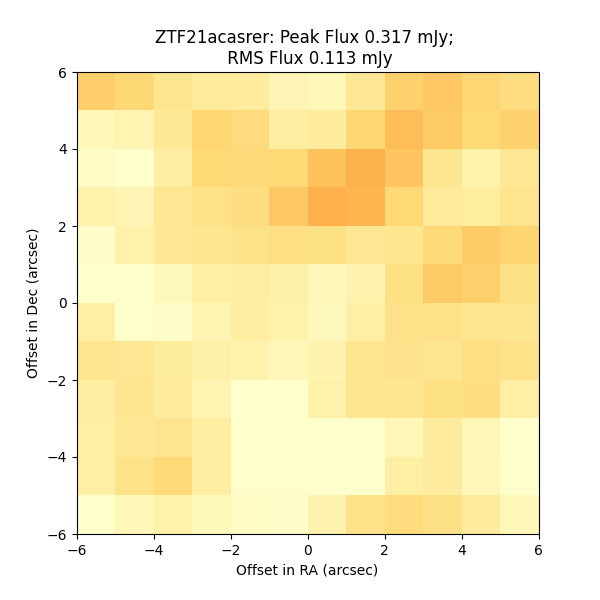 ZTF21acasrer: Peak Flux 0.317 mJy;
RMS Flux 0.113 mJy
6
4
2
0
−2
−4
−6
Offset in Dec (arcsec)
−6 −4 −2 0 2 4 6
Offset in RA (arcsec)